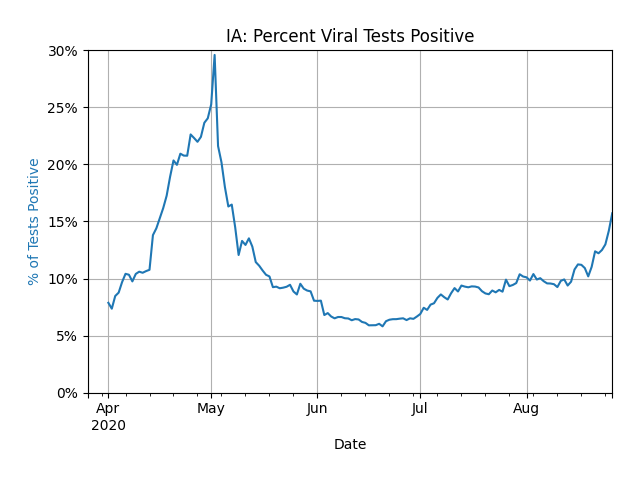 IA: Percent Viral Tests Positive
30%
25%
20%
15%
10%
5%
0%
% of Tests Positive
Apr May Jun Jul Aug
2020
Date